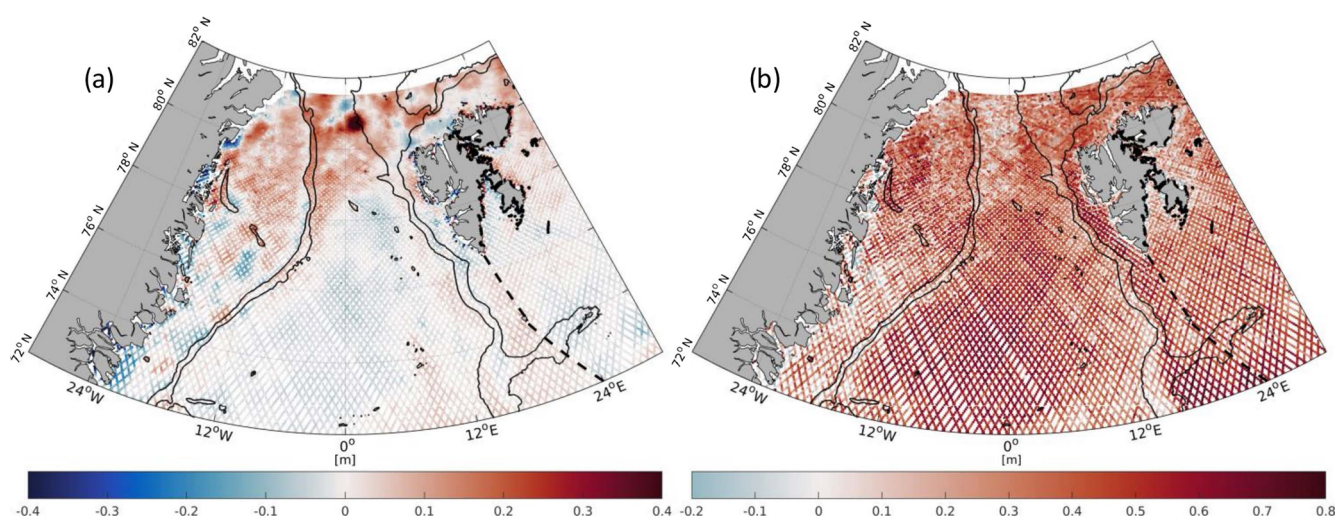 (a)
82° N
80° N
78° N
76° N
74° N
72° N
24°W
12°W
0°
12°E
24°E
[m]
-0.4 -0.3 -0.2 -0.1 0 0.1 0.2 0.3 0.4
(b)
82° N
80° N
78° N
76° N
74° N
72° N
24°W
12°W
0°
12°E
24°E
[m]
-0.2 -0.1 0 0.1 0.2 0.3 0.4 0.5 0.6 0.7 0.8